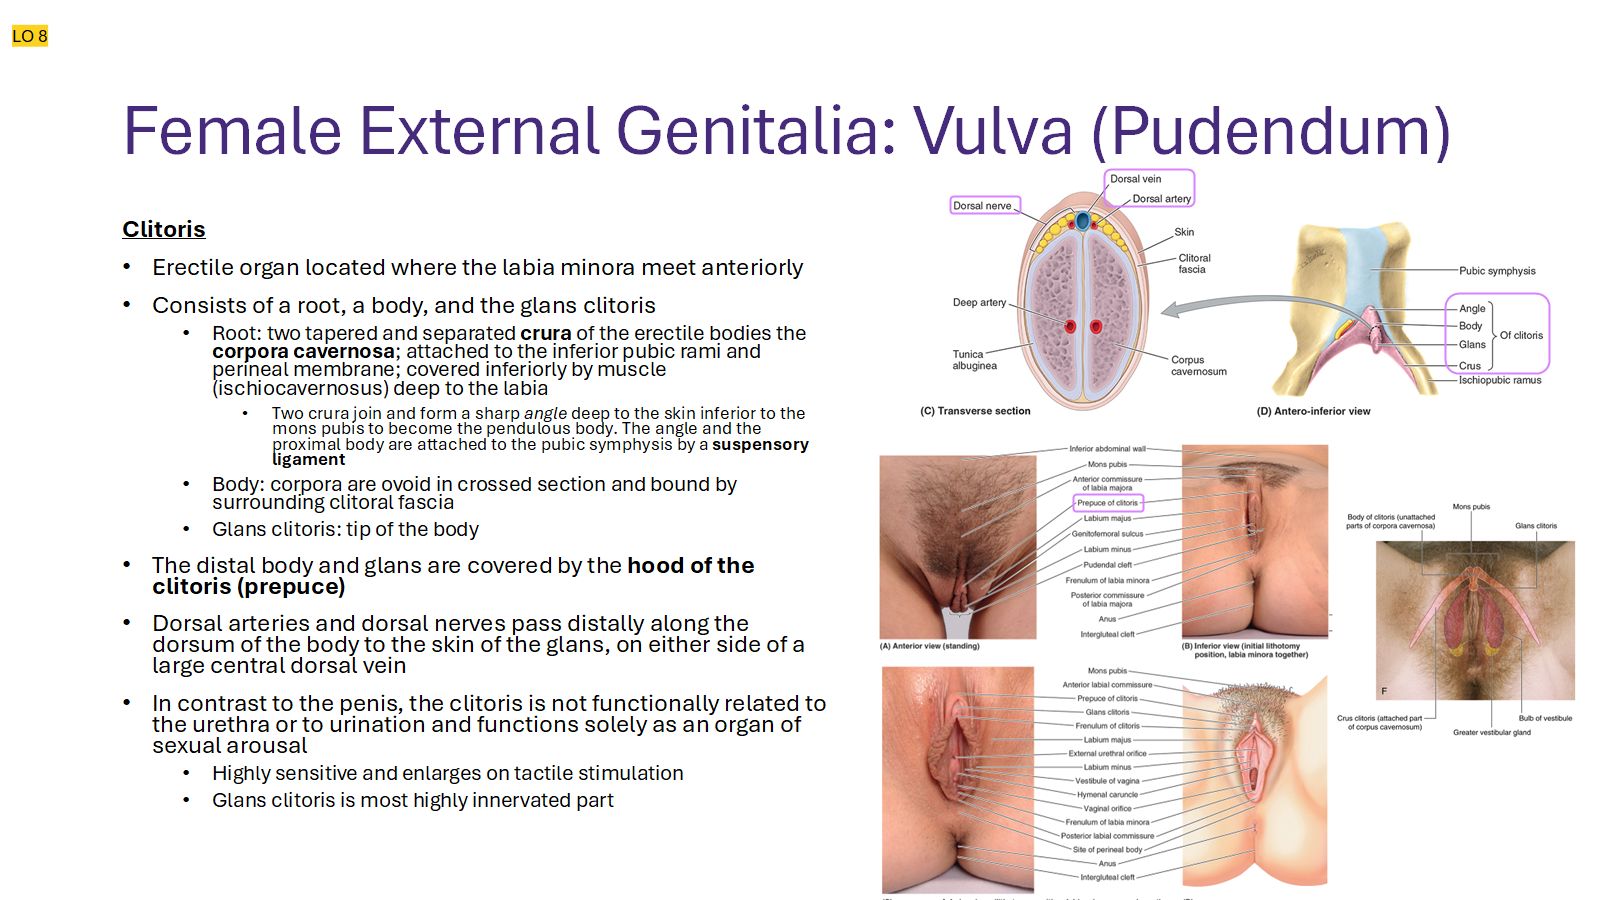 LO 8
Female External Genitalia: Vulva (Pudendum)
Clitoris
• Erectile organ located where the labia minora meet anteriorly
• Consists of a root, a body, and the glans clitoris
• Root: two tapered and separated crura of the erectile bodies the
corpora cavernosa; attached to the inferior pubic rami and
perineal membrane; covered inferiorly by muscle
(ischiocavernosus) deep to the labia
• Two crura join and form a sharp angle deep to the skin inferior to the
mons pubis to become the pendulous body. The angle and the
proximal body are attached to the pubic symphysis by a suspensory
ligament
• Body: corpora are ovoid in crossed section and bound by
surrounding clitoral fascia
• Glans clitoris: tip of the body
• The distal body and glans are covered by the hood of the
clitoris (prepuce)
• Dorsal arteries and dorsal nerves pass distally along the
dorsum of the body to the skin of the glans, on either side of a
large central dorsal vein
• In contrast to the penis, the clitoris is not functionally related to
the urethra or to urination and functions solely as an organ of
sexual arousal
• Highly sensitive and enlarges on tactile stimulation
• Glans clitoris is most highly innervated part
Dorsal vein
Dorsal artery
Dorsal nerve
Skin
Clitoral
fascia
Deep artery
Tunica
albuginea
Corpus
cavernosum
(C) Transverse section
Pubic symphysis
Angle
Body
Glans
Crus
Of clitoris
Ischiopubic ramus
(D) Antero-inferior view
Inferior abdominal wall
Mons pubis
Anterior commissure
of labia majora
Prepuce of clitoris
Labium majus
Genitofemoral sulcus
Labium minus
Pudendal cleft
Frenulum of labia minora
Posterior commissure
of labia majora
Anus
Intergluteal cleft
(A) Anterior view (standing)
(B) Inferior view (initial lithotomy
position, labia minora together)
Mons pubis
Anterior labial commissure
Prepuce of clitoris
Glans clitoris
Frenulum of clitoris
Labium majus
External urethral orifice
Labium minus
Vestibule of vagina
Hymenal caruncle
Vaginal orifice
Frenulum of labia minora
Posterior labial commissure
Site of perineal body
Anus
Intergluteal cleft
Mons pubis
Body of clitoris (unattached
parts of corpora cavernosa)
Glans clitoris
F
Crus clitoris (attached part
of corpus cavernosum)
Bulb of vestibule
Greater vestibular gland